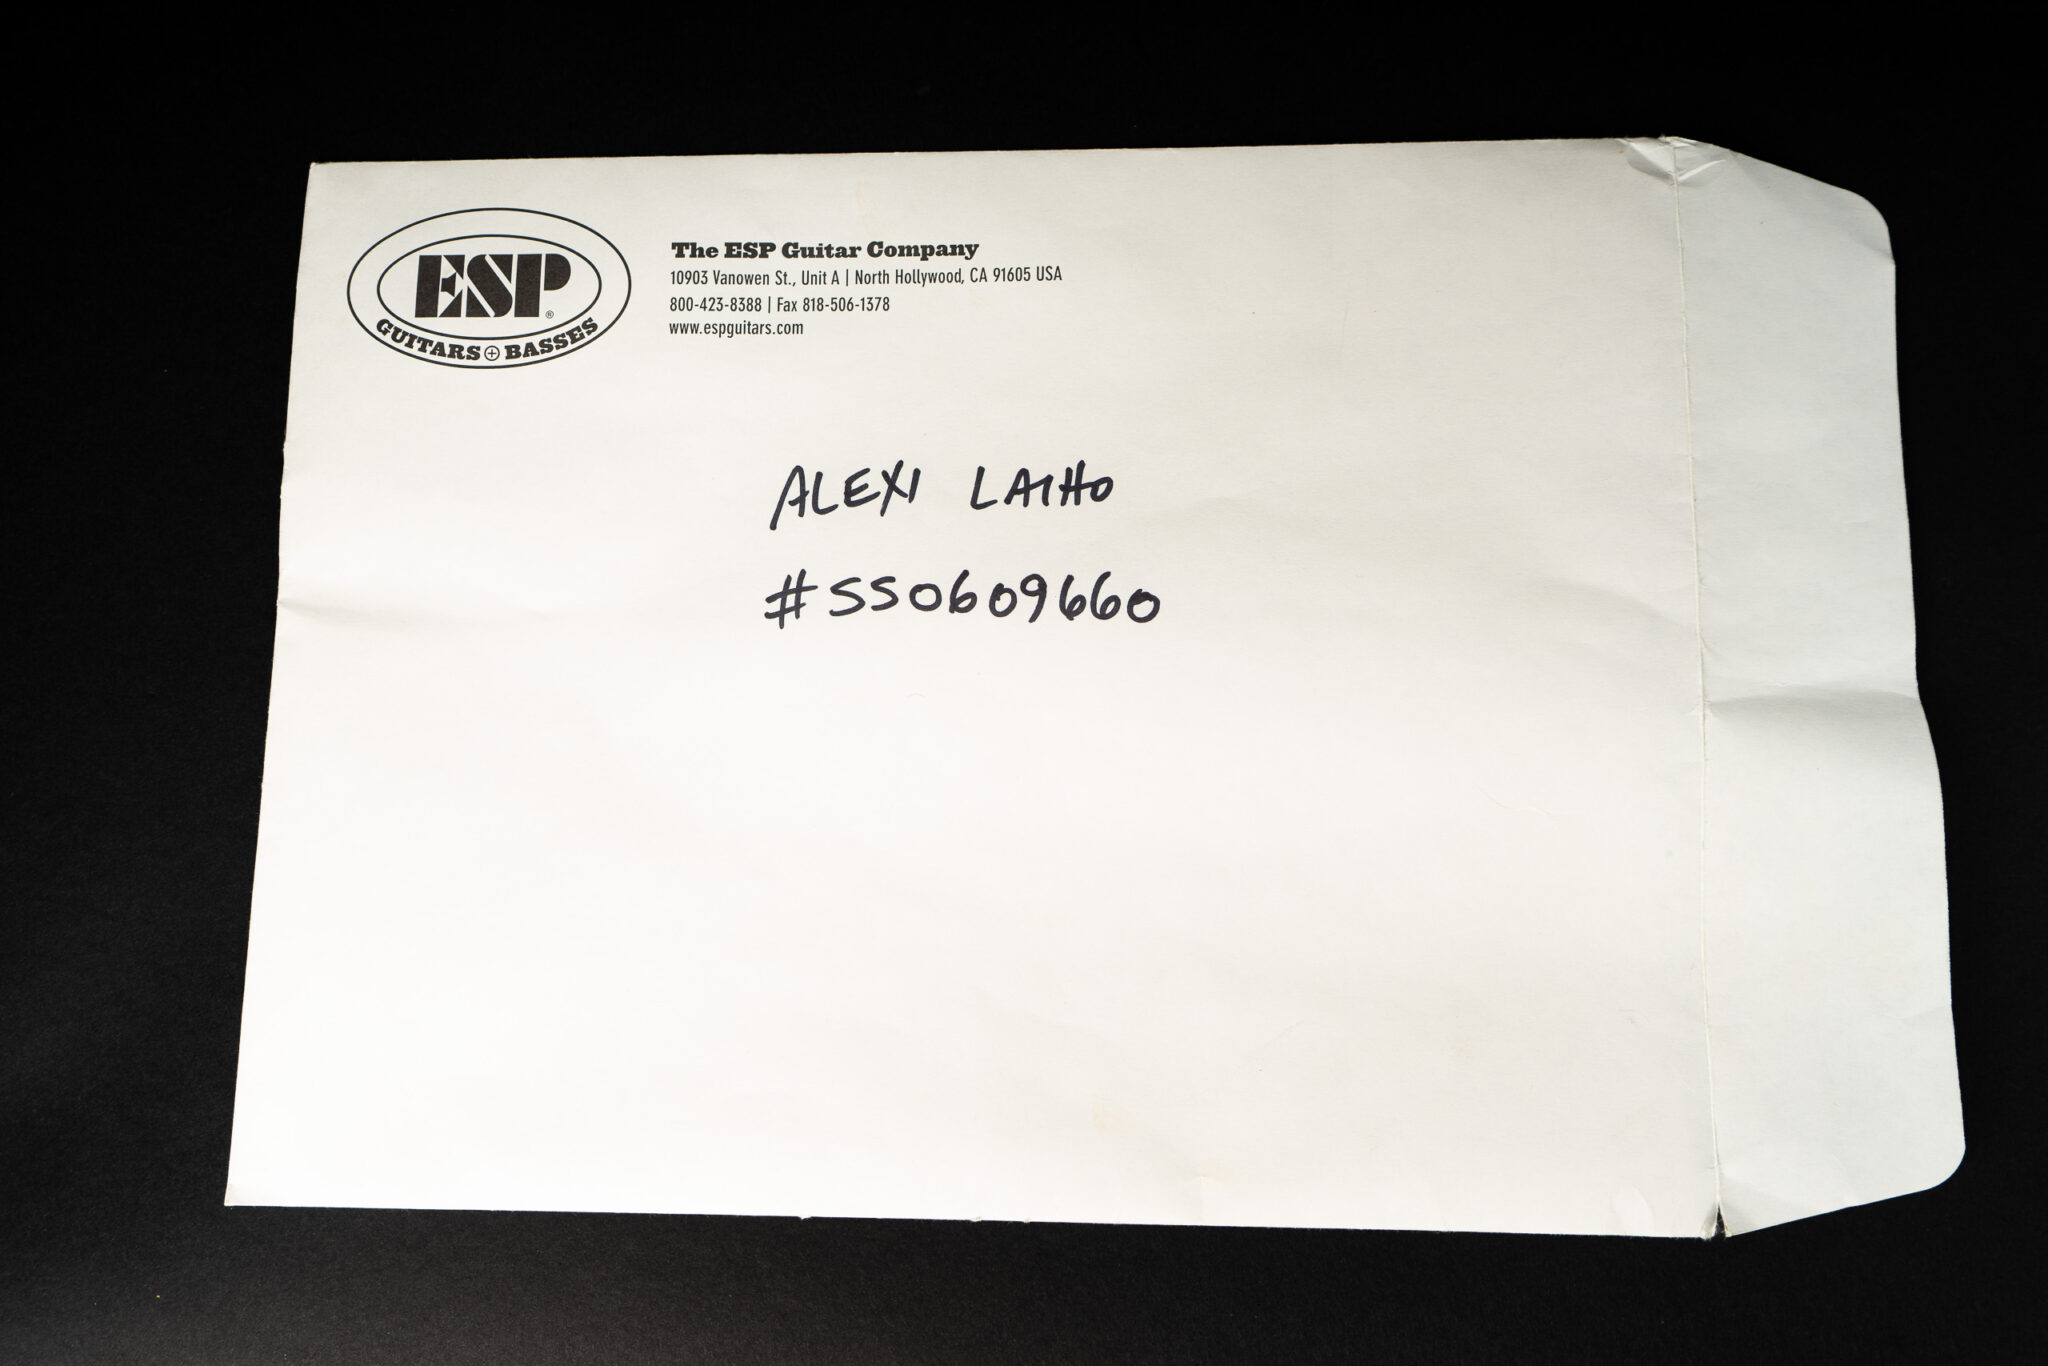 ESP®
GUITARS + BASSES
The ESP Guitar Company
10903 Vanowen St., Unit A | North Hollywood, CA 91605 USA
800-423-8388 | Fax 818-506-1378
www.espguitars.com
ALEXI LAIHO
#SS0609660